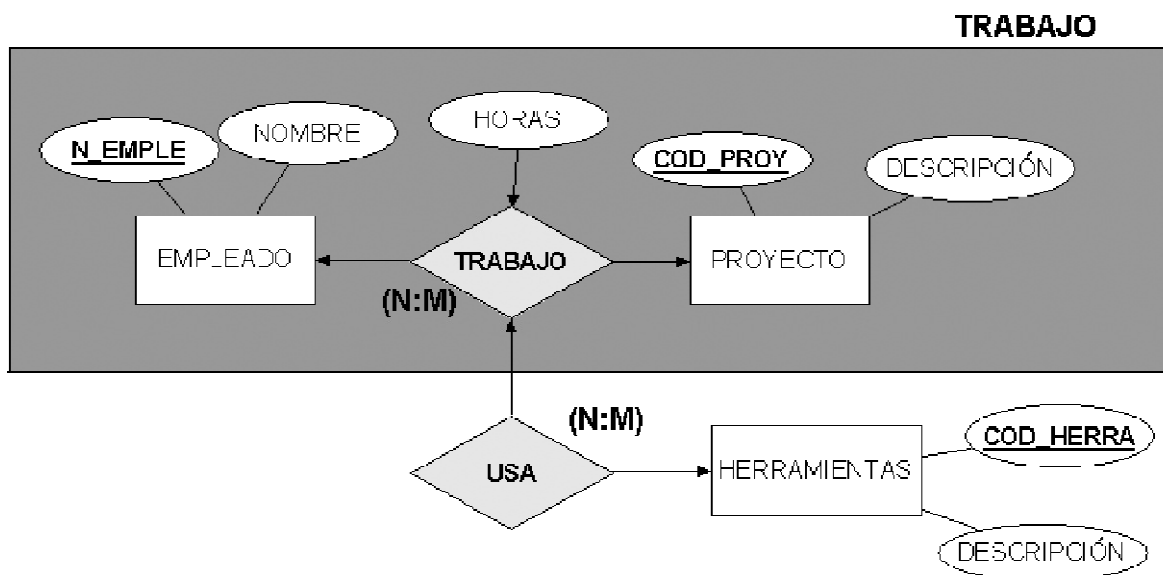 TRABAJO
N_EMPLE
NOMBRE
HORAS
COD_PROY
DESCRIPCIÓN
EMPLEADO
TRABAJO
PROYECTO
(N:M)
(N:M)
USA
HERRAMIENTAS
COD_HERRA
DESCRIPCIÓN